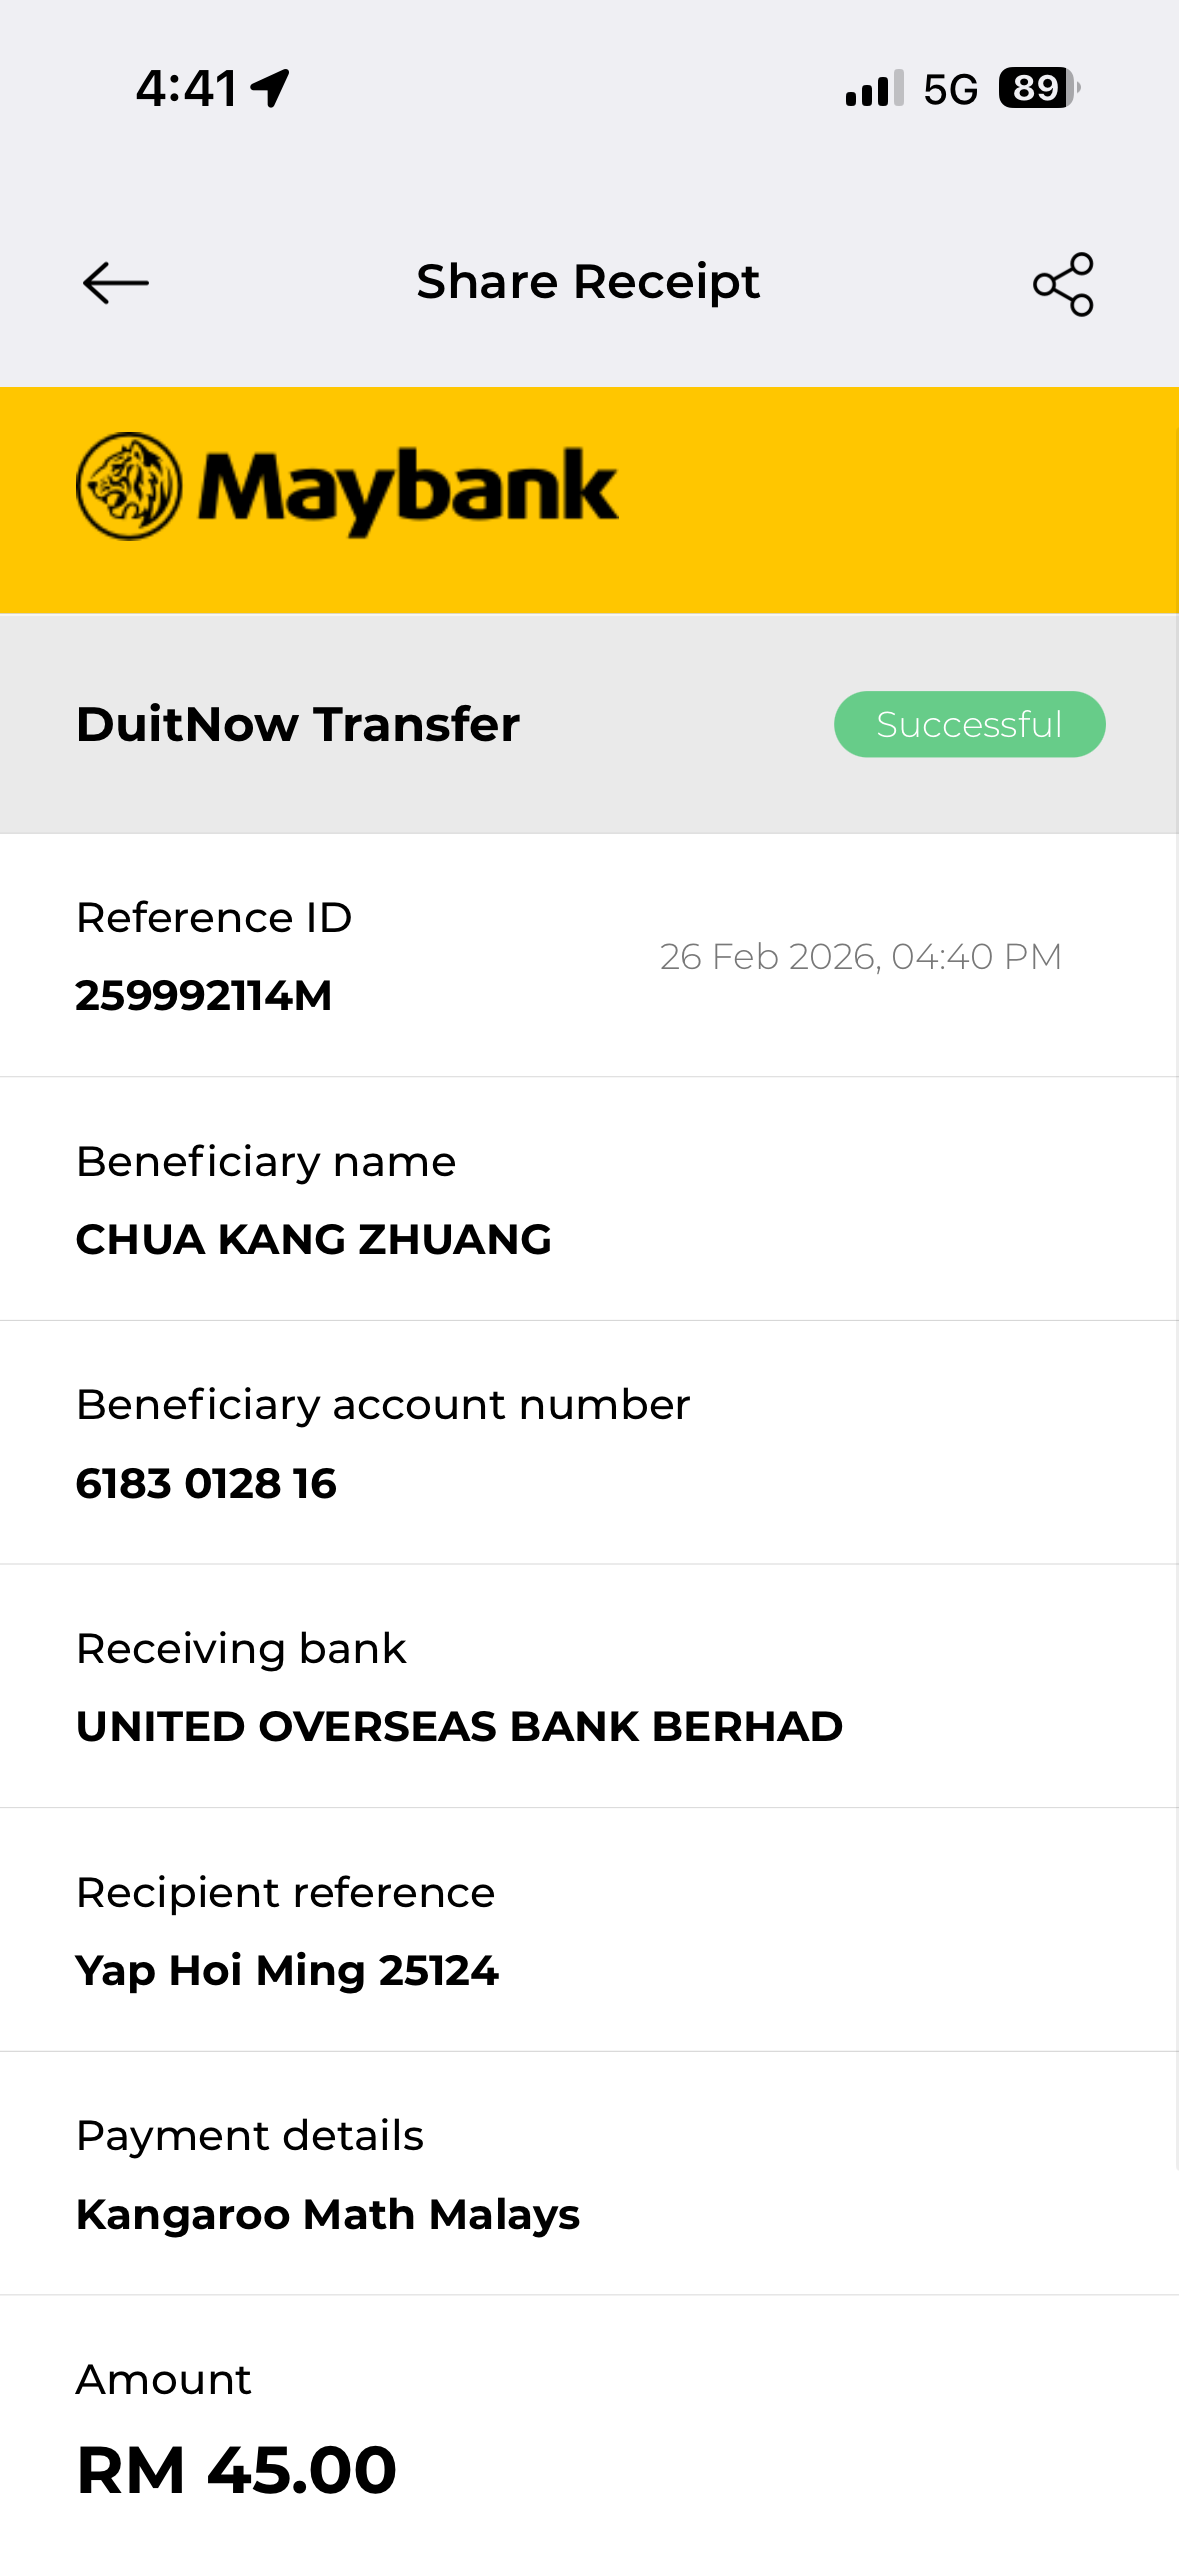 4:41 5G 89
Share Receipt
Maybank
DuitNow Transfer Successful
Reference ID
26 Feb 2026, 04:40 PM
259992114M
Beneficiary name
CHUA KANG ZHUANG
Beneficiary account number
6183 0128 16
Receiving bank
UNITED OVERSEAS BANK BERHAD
Recipient reference
Yap Hoi Ming 25124
Payment details
Kangaroo Math Malays
Amount
RM 45.00